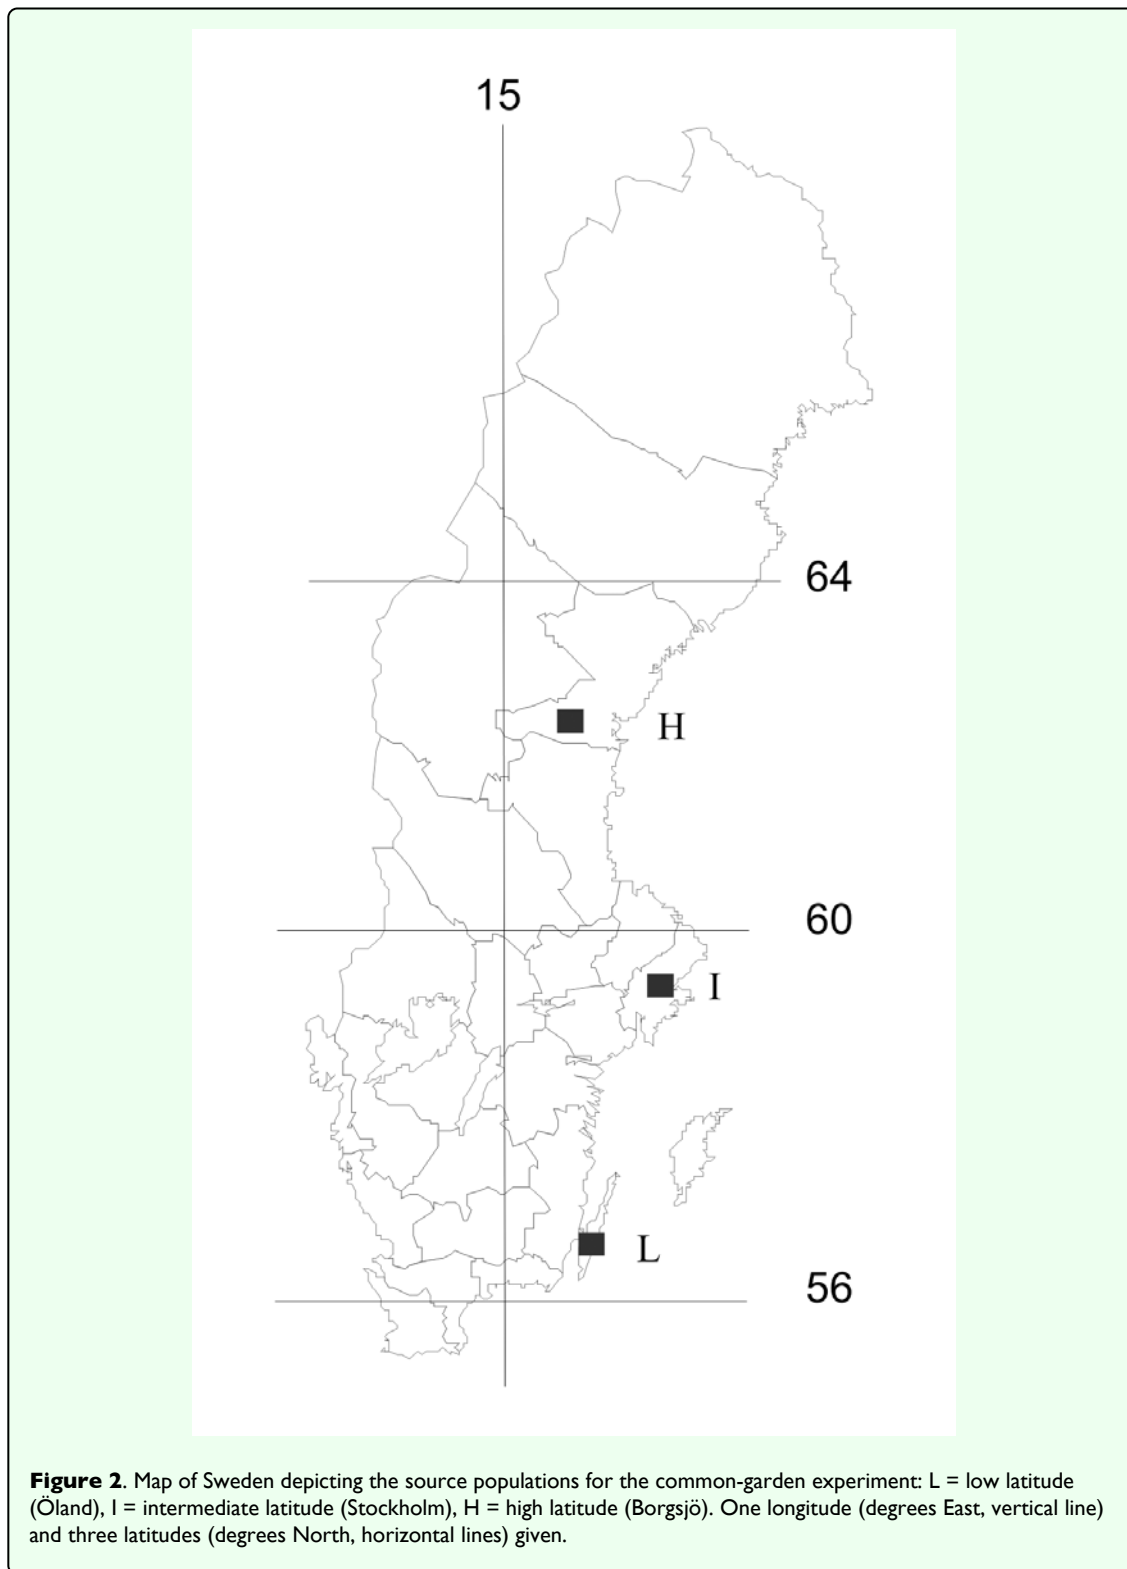 15
64
H
60
I
L
56
Figure 2. Map of Sweden depicting the source populations for the common-garden experiment: L = low latitude
(Öland), I = intermediate latitude (Stockholm), H = high latitude (Borgsjö). One longitude (degrees East, vertical line)
and three latitudes (degrees North, horizontal lines) given.